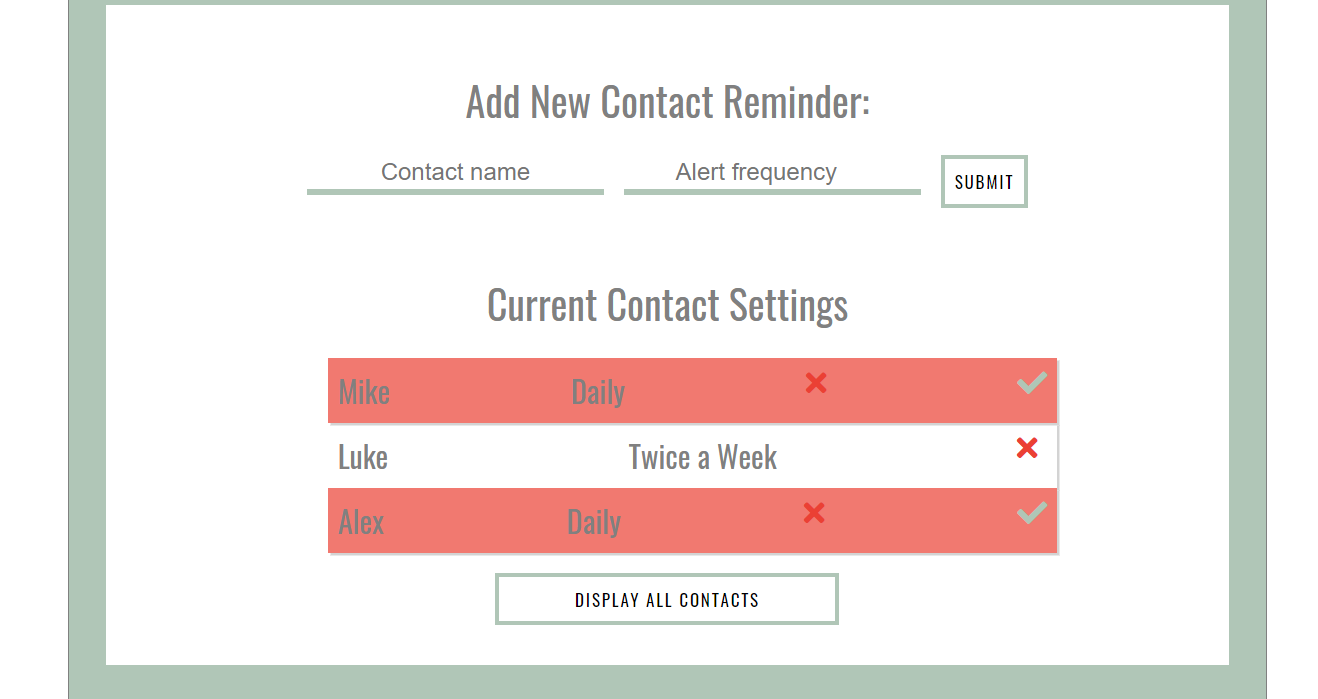 Add New Contact Reminder:
Contact name Alert frequency SUBMIT
Current Contact Settings
Mike Daily
Luke Twice a Week
Alex Daily
DISPLAY ALL CONTACTS